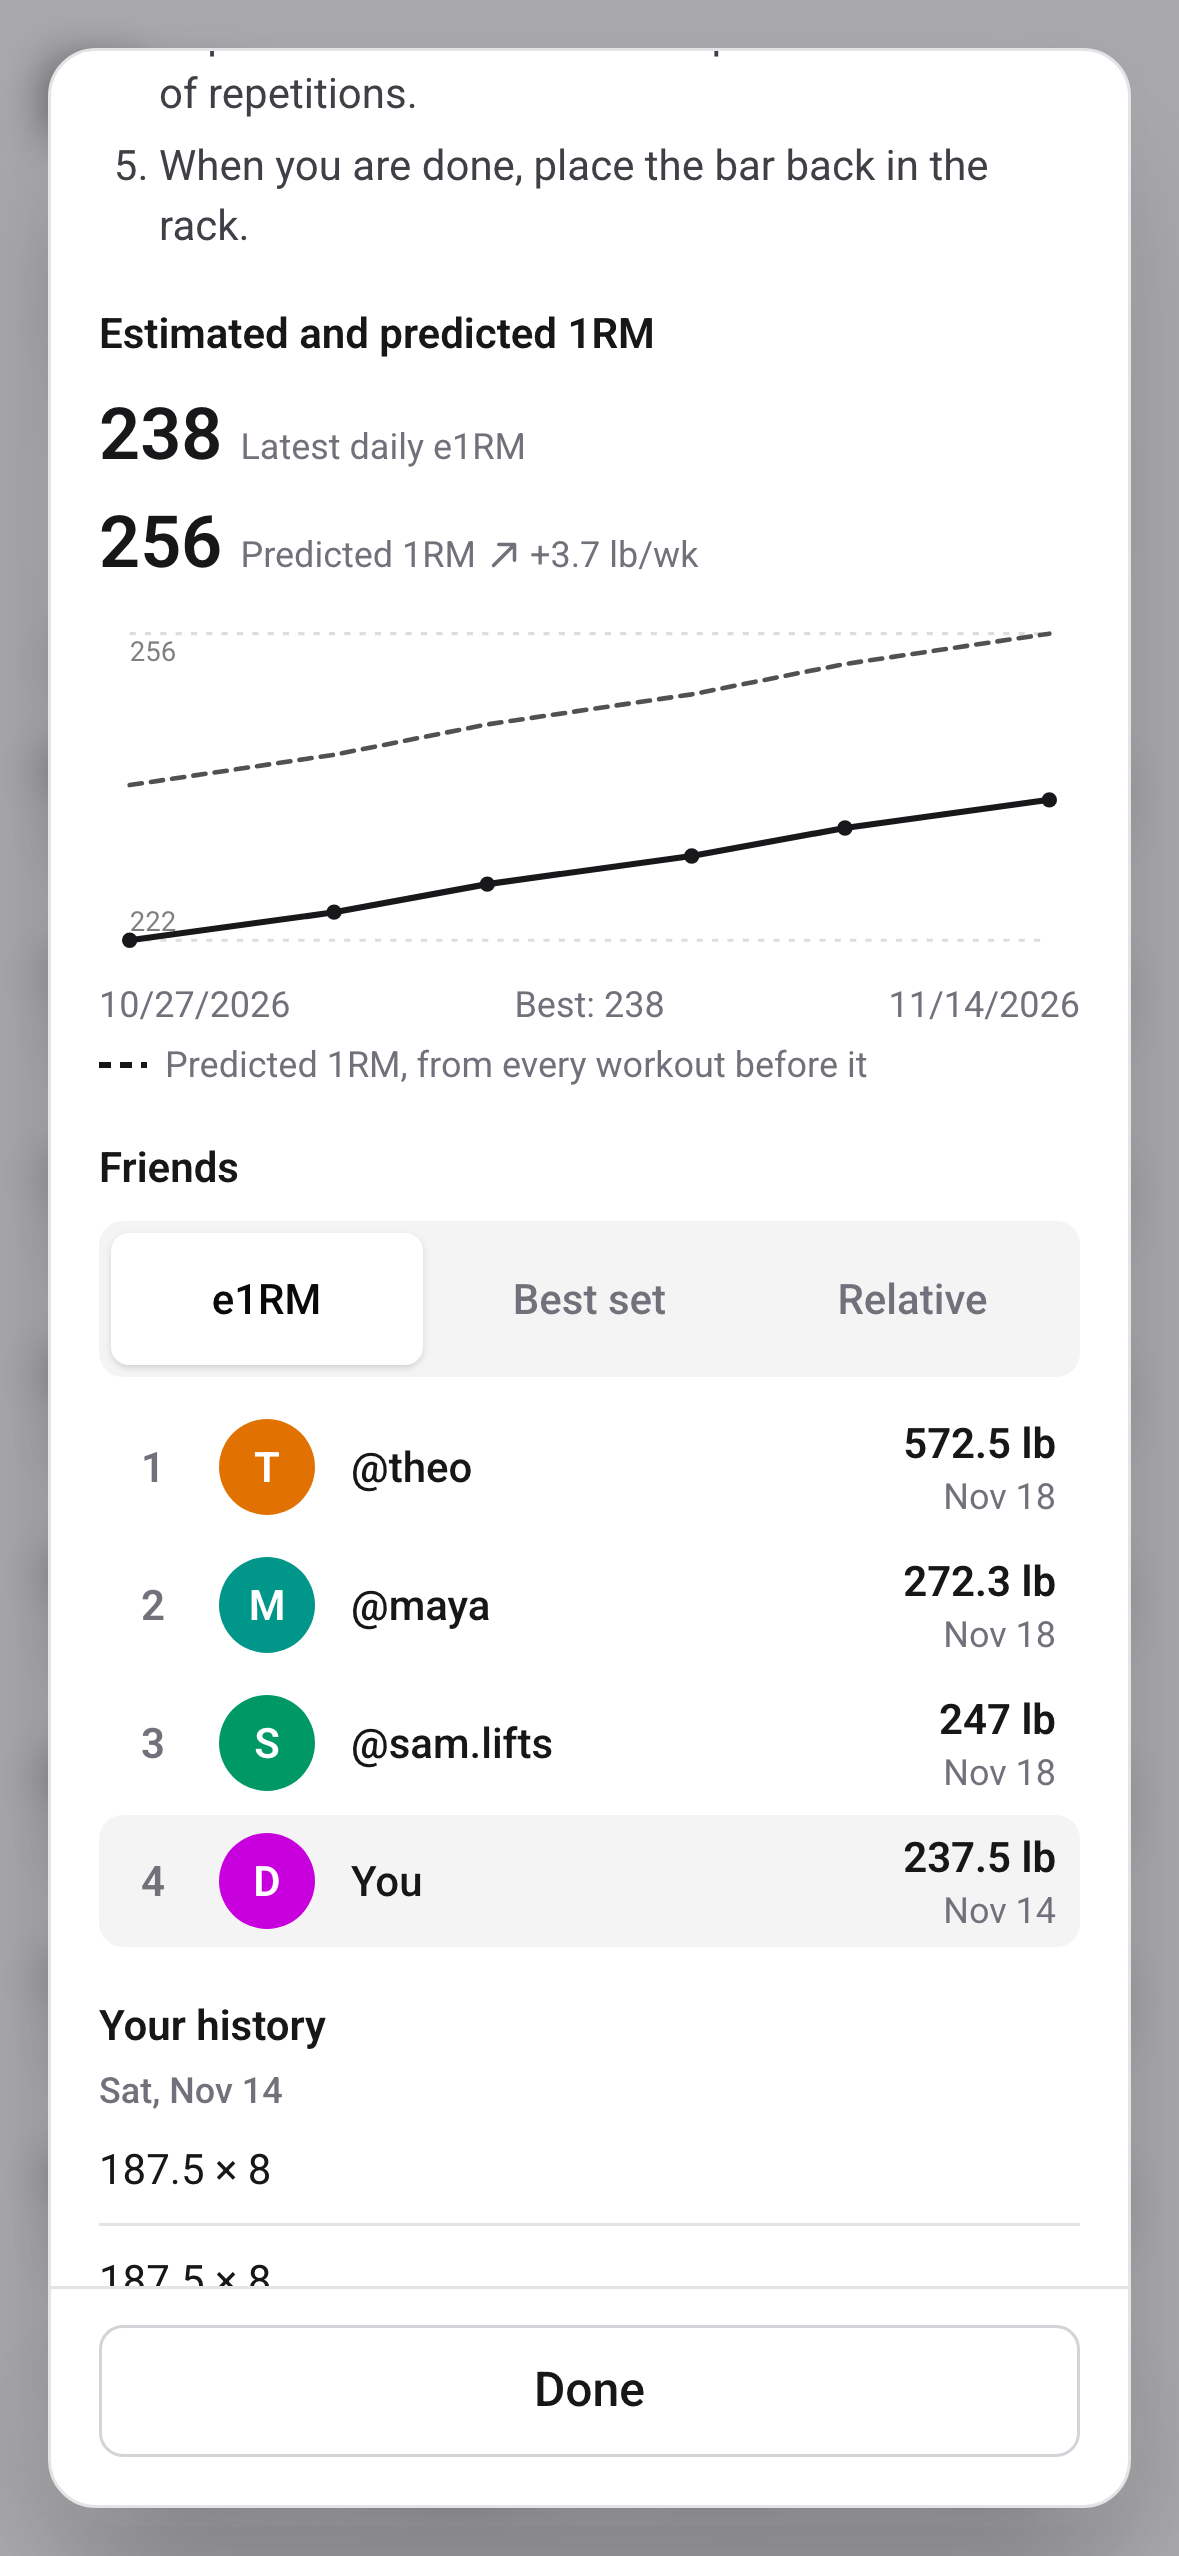 of repetitions.
5. When you are done, place the bar back in the
rack.
Estimated and predicted 1RM
238 Latest daily e1RM
256 Predicted 1RM ↗ +3.7 lb/wk
256
222
10/27/2026 Best: 238 11/14/2026
Predicted 1RM, from every workout before it
Friends
e1RM Best set Relative
1 T @theo 572.5 lb
Nov 18
2 M @maya 272.3 lb
Nov 18
3 S @sam.lifts 247 lb
Nov 18
4 D You 237.5 lb
Nov 14
Your history
Sat, Nov 14
187.5 × 8
187.5 × 8
Done